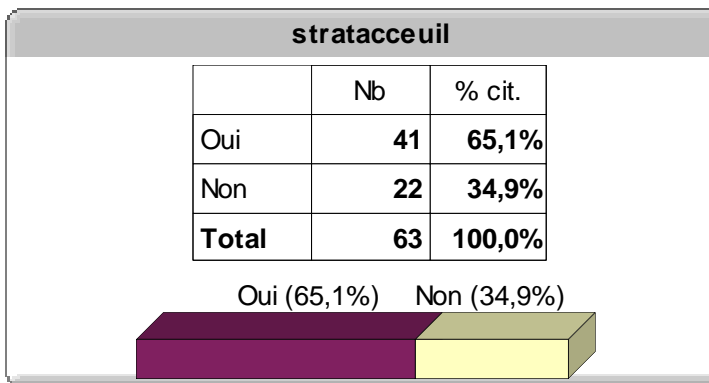 stratacceuil
Nb % cit.
Oui 41 65,1%
Non 22 34,9%
Total 63 100,0%
Oui (65,1%) Non (34,9%)